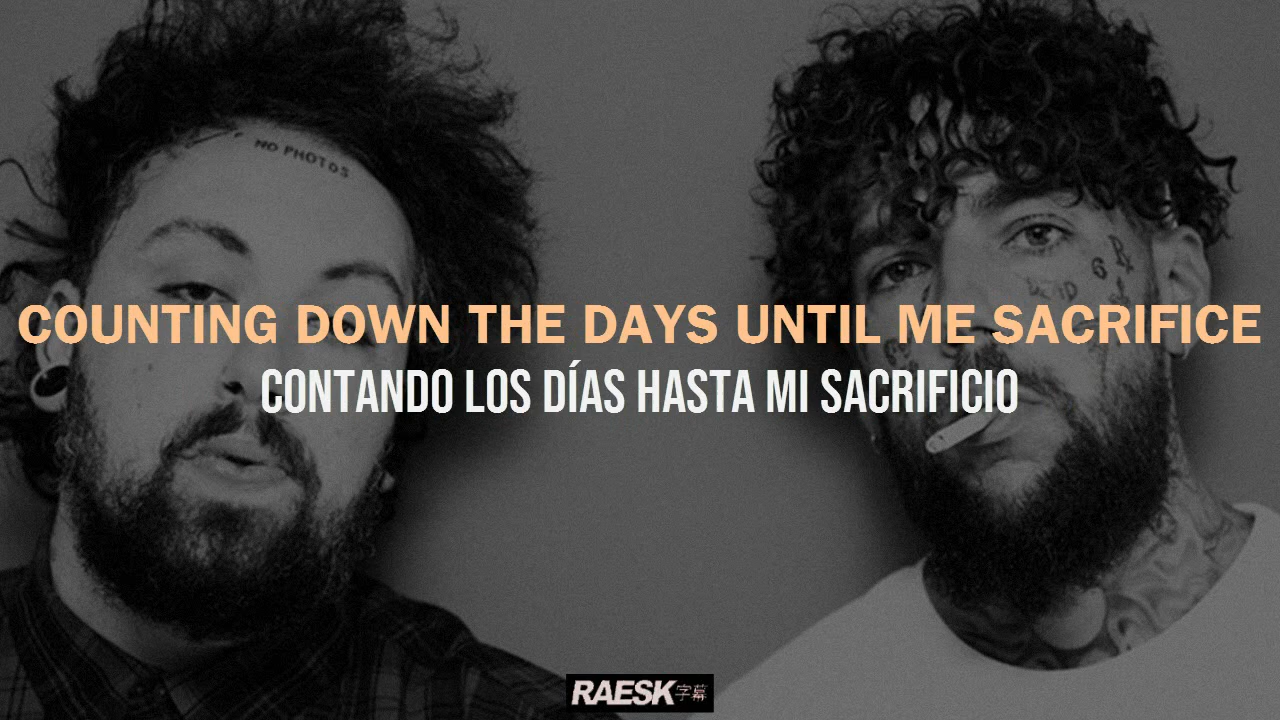 NO PHOTOS
6
COUNTING DOWN THE DAYS UNTIL ME SACRIFICE
CONTANDO LOS DÍAS HASTA MI SACRIFICIO
RAESK字幕